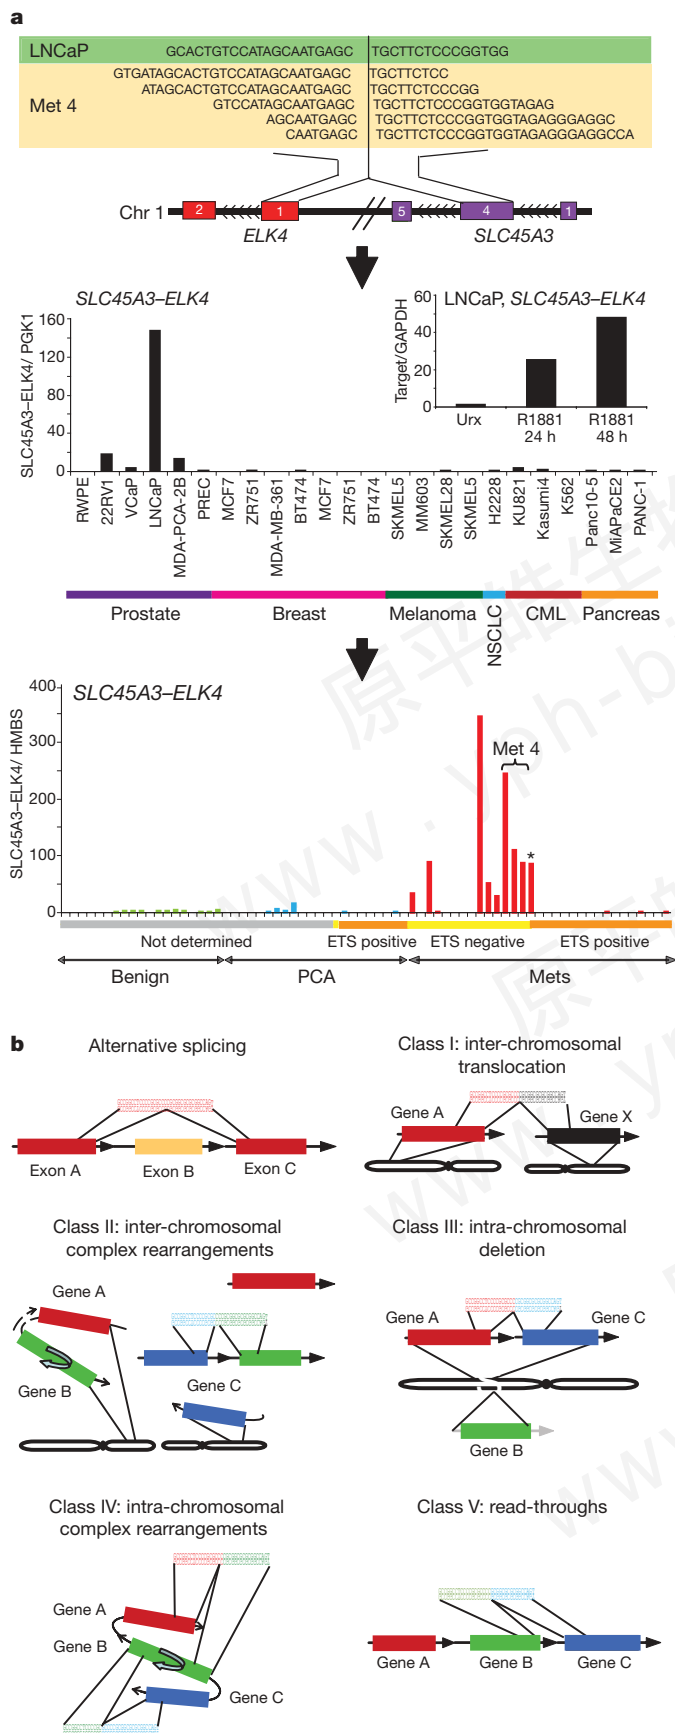 a
LNCaP GCACTGTCCATAGCAATGAGC TGCTTCTCCCGGTGG
Met 4
GTGATAGCACTGTCCATAGCAATGAGC TGCTTCTCC
ATAGCACTGTCCATAGCAATGAGC TGCTTCTCCCGG
GTCCATAGCAATGAGC TGCTTCTCCCGGTGGTAGAG
AGCAATGAGC TGCTTCTCCCGGTGGTAGAGGGAGGC
CAATGAGC TGCTTCTCCCGGTGGTAGAGGGAGGCCA
Chr 1 2 1 5 4 1
ELK4 SLC45A3
SLC45A3–ELK4
SLC45A3–ELK4/ PGK1
160
120
80
40
0
LNCaP, SLC45A3–ELK4
Target/GAPDH
60
40
20
0
Urx R1881 24 h R1881 48 h
RWPE
22RV1
VCaP
LNCaP
MDA-PCA-2B
PREC
MCF7
ZR751
MDA-MB-361
BT474
MCF7
ZR751
BT474
SKMEL5
MM603
SKMEL28
SKMEL5
H2228
KU821
Kasumi4
K562
Panc10-5
MiAPaCE2
PANC-1
Prostate Breast Melanoma NSCLC CML Pancreas
SLC45A3–ELK4
SLC45A3–ELK4/ HMBS
400
300
200
100
0
Met 4
*
Not determined ETS positive ETS negative ETS positive
Benign PCA Mets
b
Alternative splicing
Exon A Exon B Exon C
Class I: inter-chromosomal
translocation
Gene A Gene X
Class II: inter-chromosomal
complex rearrangements
Gene A
Gene B
Gene C
Class III: intra-chromosomal
deletion
Gene A Gene C
Gene B
Class IV: intra-chromosomal
complex rearrangements
Gene A
Gene B
Gene C
Class V: read-throughs
Gene A Gene B Gene C